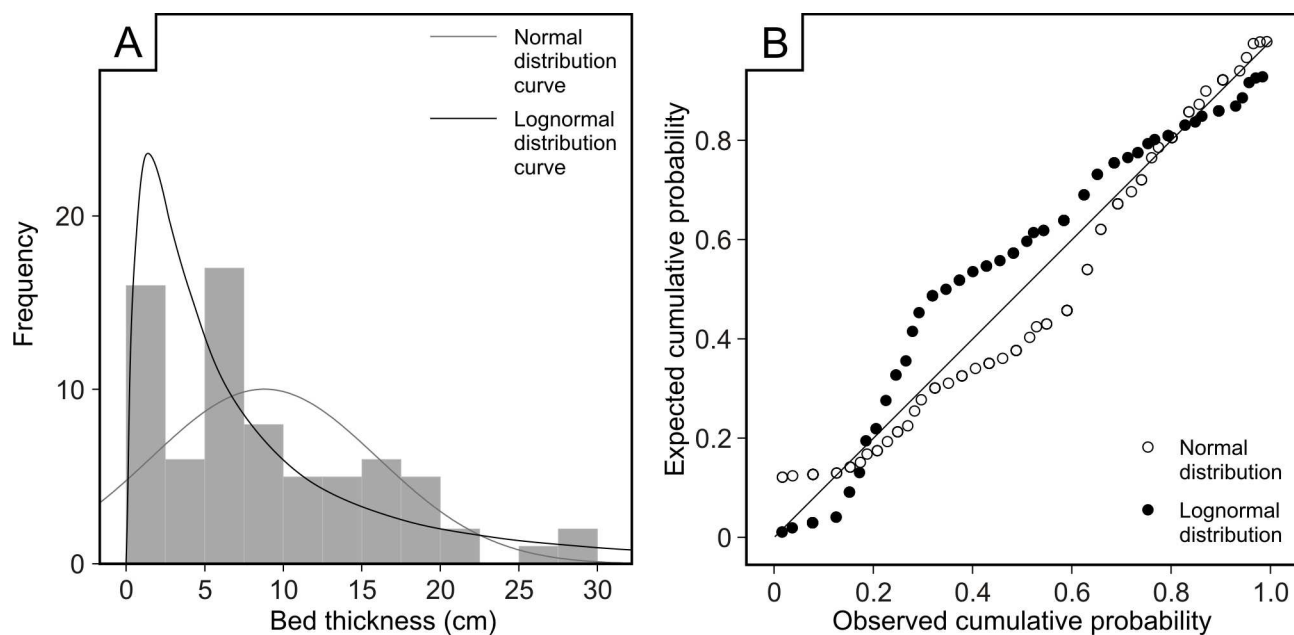 A
Normal
distribution
curve
Lognormal
distribution
curve
Frequency
20
10
0
0 5 10 15 20 25 30
Bed thickness (cm)
B
Expected cumulative probability
0.8
0.6
0.4
0.2
0
Normal
distribution
Lognormal
distribution
0 0.2 0.4 0.6 0.8 1.0
Observed cumulative probability